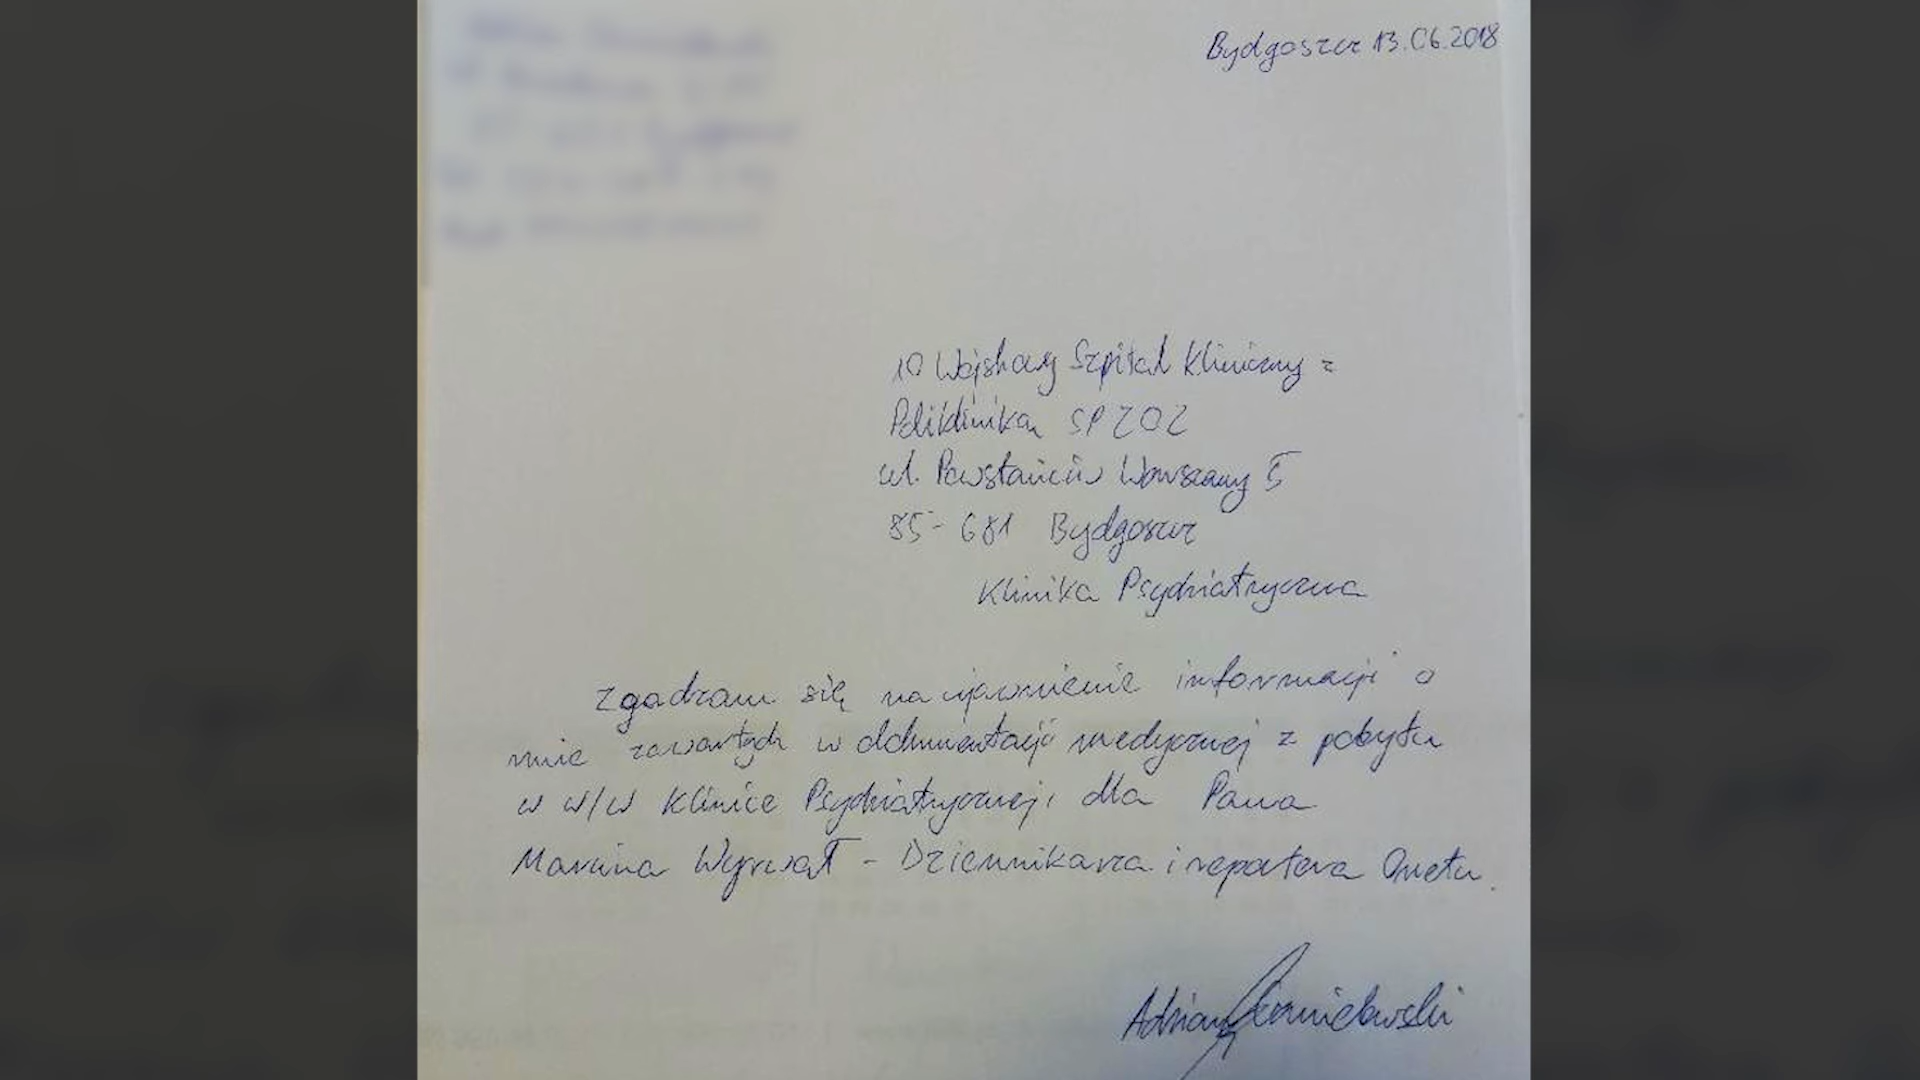 Bydgoszcz 13.06.2018
10 Wojskowy Szpital Kliniczny z
Polikliniką SP ZOZ
ul. Powstańców Warszawy 5
85-681 Bydgoszcz
Klinika Psychiatryczna
Zgadzam się na ujawnienie informacji o
mnie zawartych w dokumentacji medycznej z pobytu
w w/w Klinice Psychiatrycznej, dla Pana
Marcina Wyrwał - Dziennikarza i reportera Onetu.
Adrian